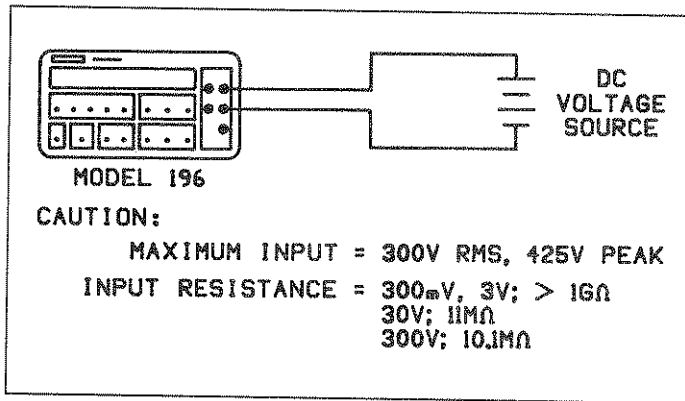 DC
VOLTAGE
SOURCE
MODEL 196
CAUTION:
MAXIMUM INPUT = 300V RMS, 425V PEAK
INPUT RESISTANCE = 300mV, 3V; > 1GΩ
30V; 11MΩ
300V; 10.1MΩ